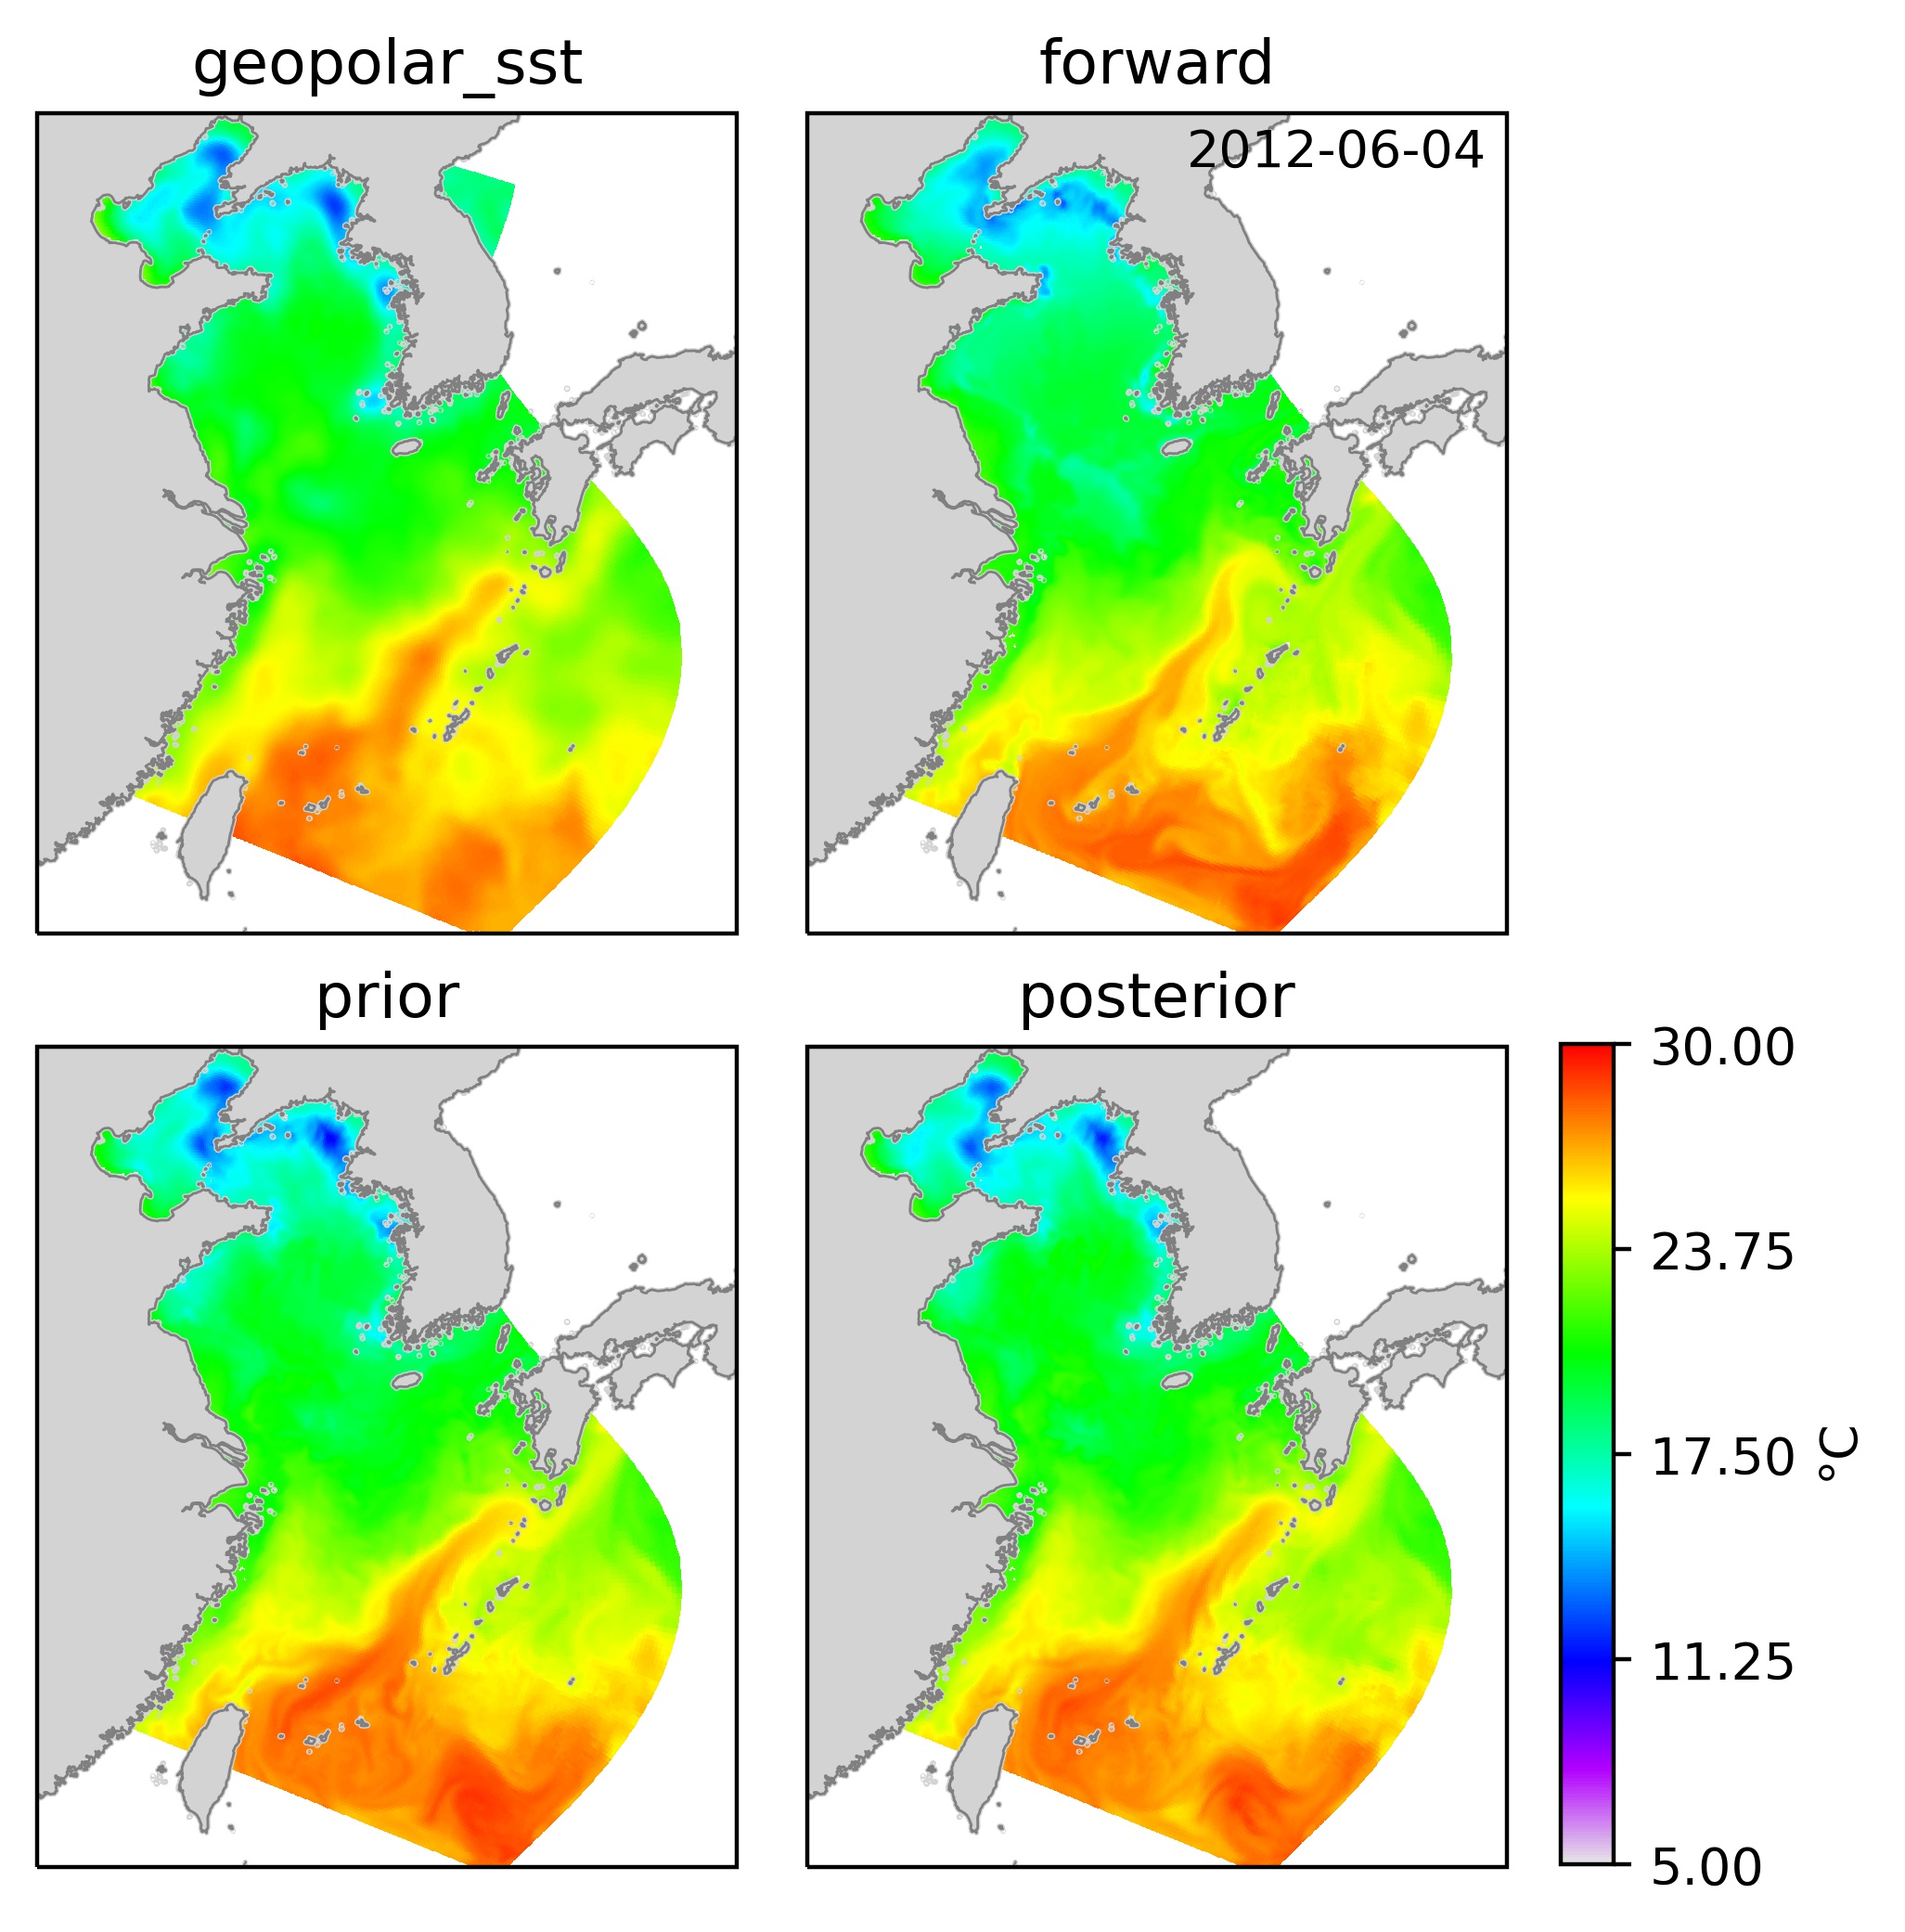 geopolar_sst
forward
2012-06-04
prior
posterior
30.00
23.75
17.50
11.25
5.00
°C